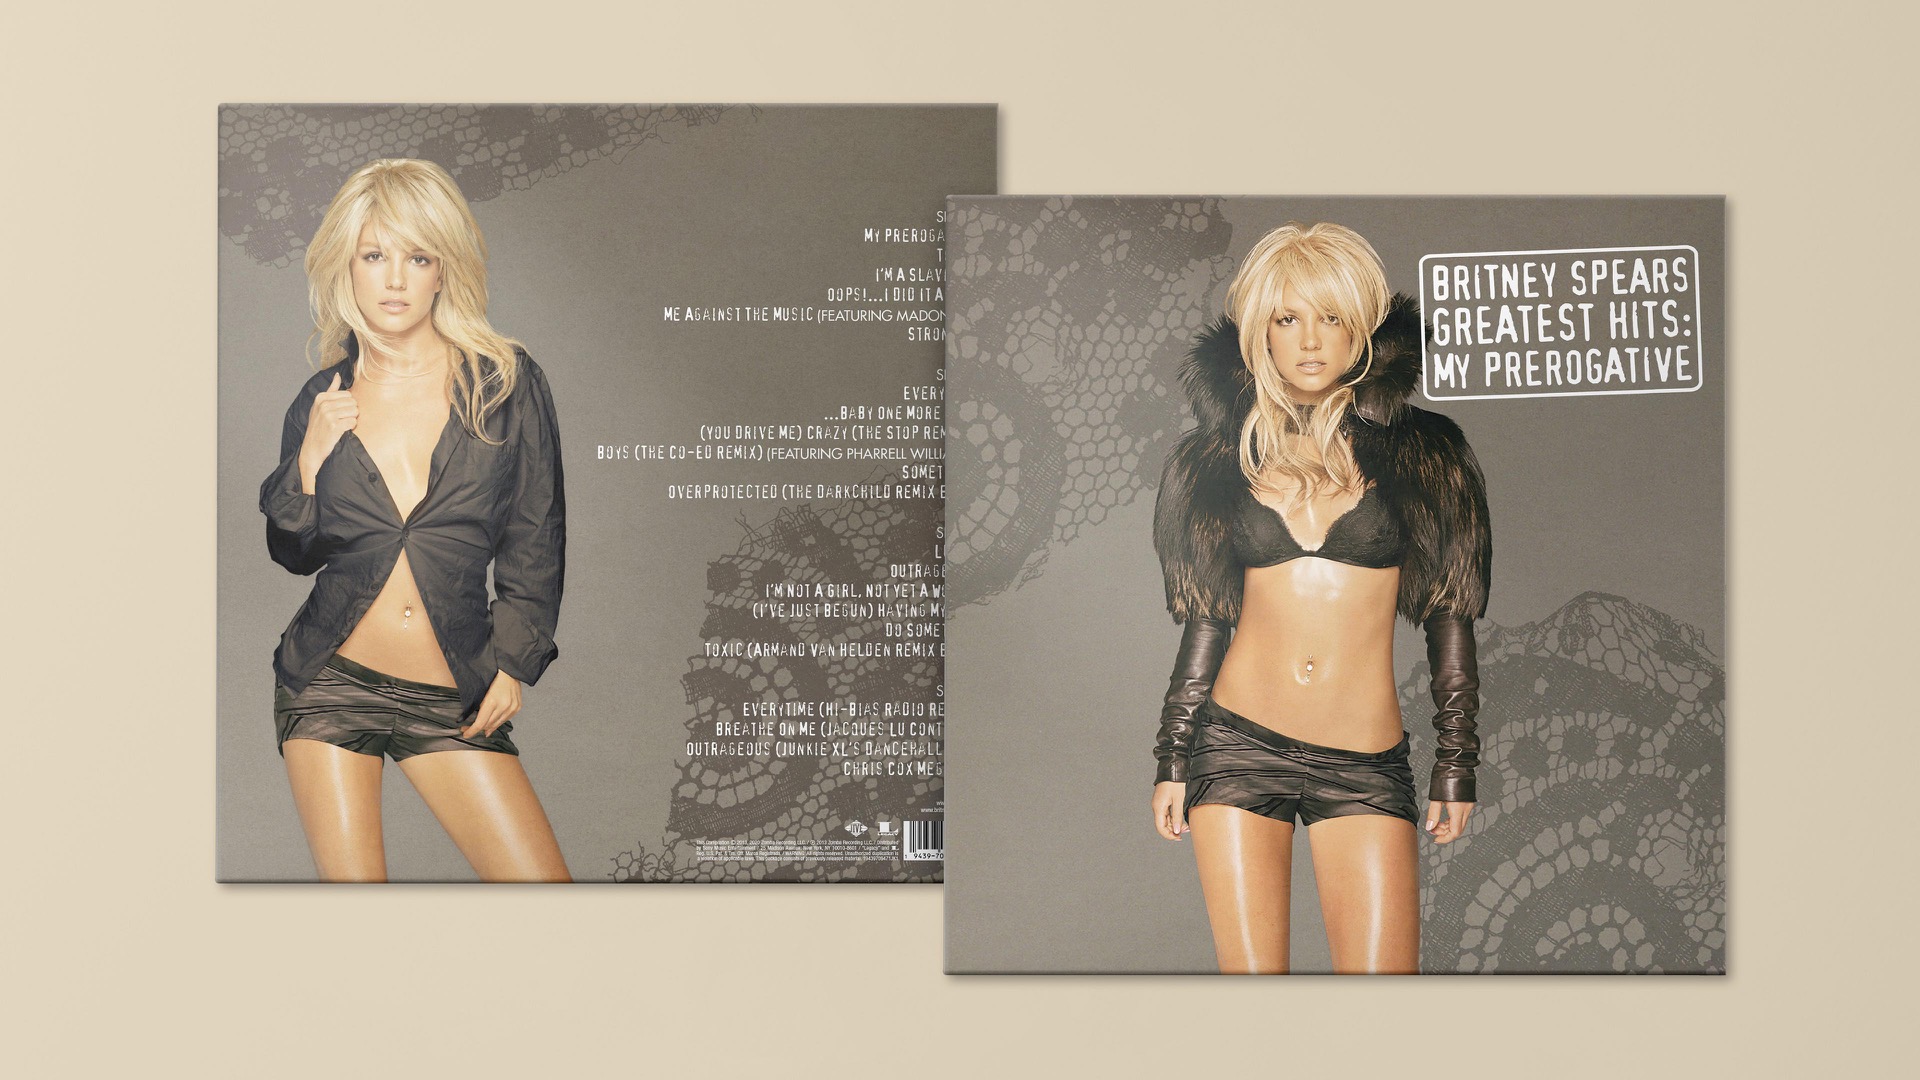 MY PREROGA
I'M A SLAV
OOPS!...I DID IT A
ME AGAINST THE MUSIC (FEATURING MADON
STRON
EVERY
...BABY ONE MORE
(YOU DRIVE ME) CRAZY (THE STOP REM
BOYS (THE CO-ED REMIX) (FEATURING PHARRELL WILLIA
SOMET
OVERPROTECTED (THE DARKCHILD REMIX E
OUTRAGE
I'M NOT A GIRL, NOT YET A WO
(I'VE JUST BEGUN) HAVING MY
DO SOMET
TOXIC (ARMAND VAN HELDEN REMIX E
EVERYTIME (HI-BIAS RADIO RE
BREATHE ON ME (JACQUES LU CONT
OUTRAGEOUS (JUNKIE XL'S DANCEHALL
CHRIS COX MEG
JIVE
9439-70
BRITNEY SPEARS
GREATEST HITS:
MY PREROGATIVE